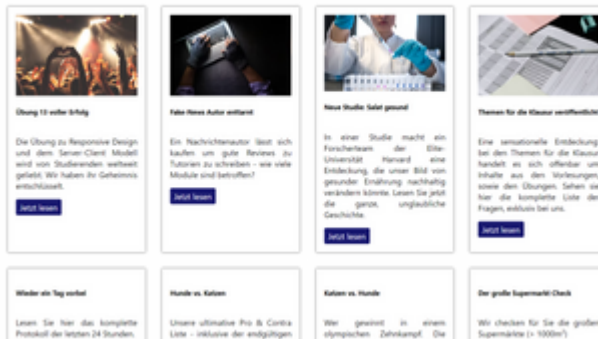 Übung 13 voller Erfolg
Die Übung zu Responsive Design
und dem Server-Client Modell
wird von Studierenden weltweit
geliebt. Wir haben ihr Geheimnis
entschlüsselt.
Jetzt lesen
Fake-News Autor entlarvt
Ein Nachrichtenautor lässt sich
kaufen um gute Reviews zu
Tutorien zu schreiben - wie viele
Module sind betroffen?
Jetzt lesen
Neue Studie: Salat gesund
In einer Studie macht ein
Forscherteam der Elite-
Universität Harvard eine
Entdeckung, die unser Bild von
gesunder Ernährung nachhaltig
verändern könnte. Lesen Sie jetzt
die ganze, unglaubliche
Geschichte.
Jetzt lesen
Themen für die Klausur veröffentlicht
Eine sensationelle Entdeckung:
bei den Themen für die Klausur
handelt es sich offenbar um
Inhalte aus den Vorlesungen,
sowie den Übungen. Sehen sie
hier die komplette Liste der
Fragen, exklusiv bei uns.
Jetzt lesen
Wieder ein Tag vorbei
Lesen Sie hier das komplette
Protokoll der letzten 24 Stunden.
Hunde vs. Katzen
Unsere ultimative Pro & Contra
Liste - inklusive der endgültigen
Katzen vs. Hunde
Wer gewinnt in einem
olympischen Zehnkampf. Die
Der große Supermarkt Check
Wir checken für Sie die großen
Supermärkte (> 1000m²)